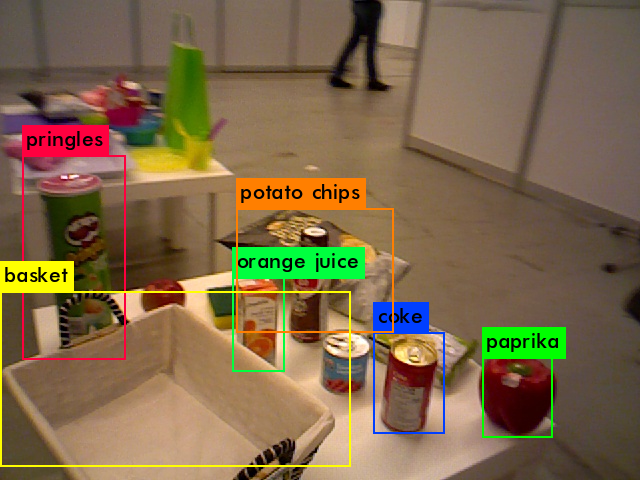 pringles
potato chips
orange juice
basket
coke
paprika